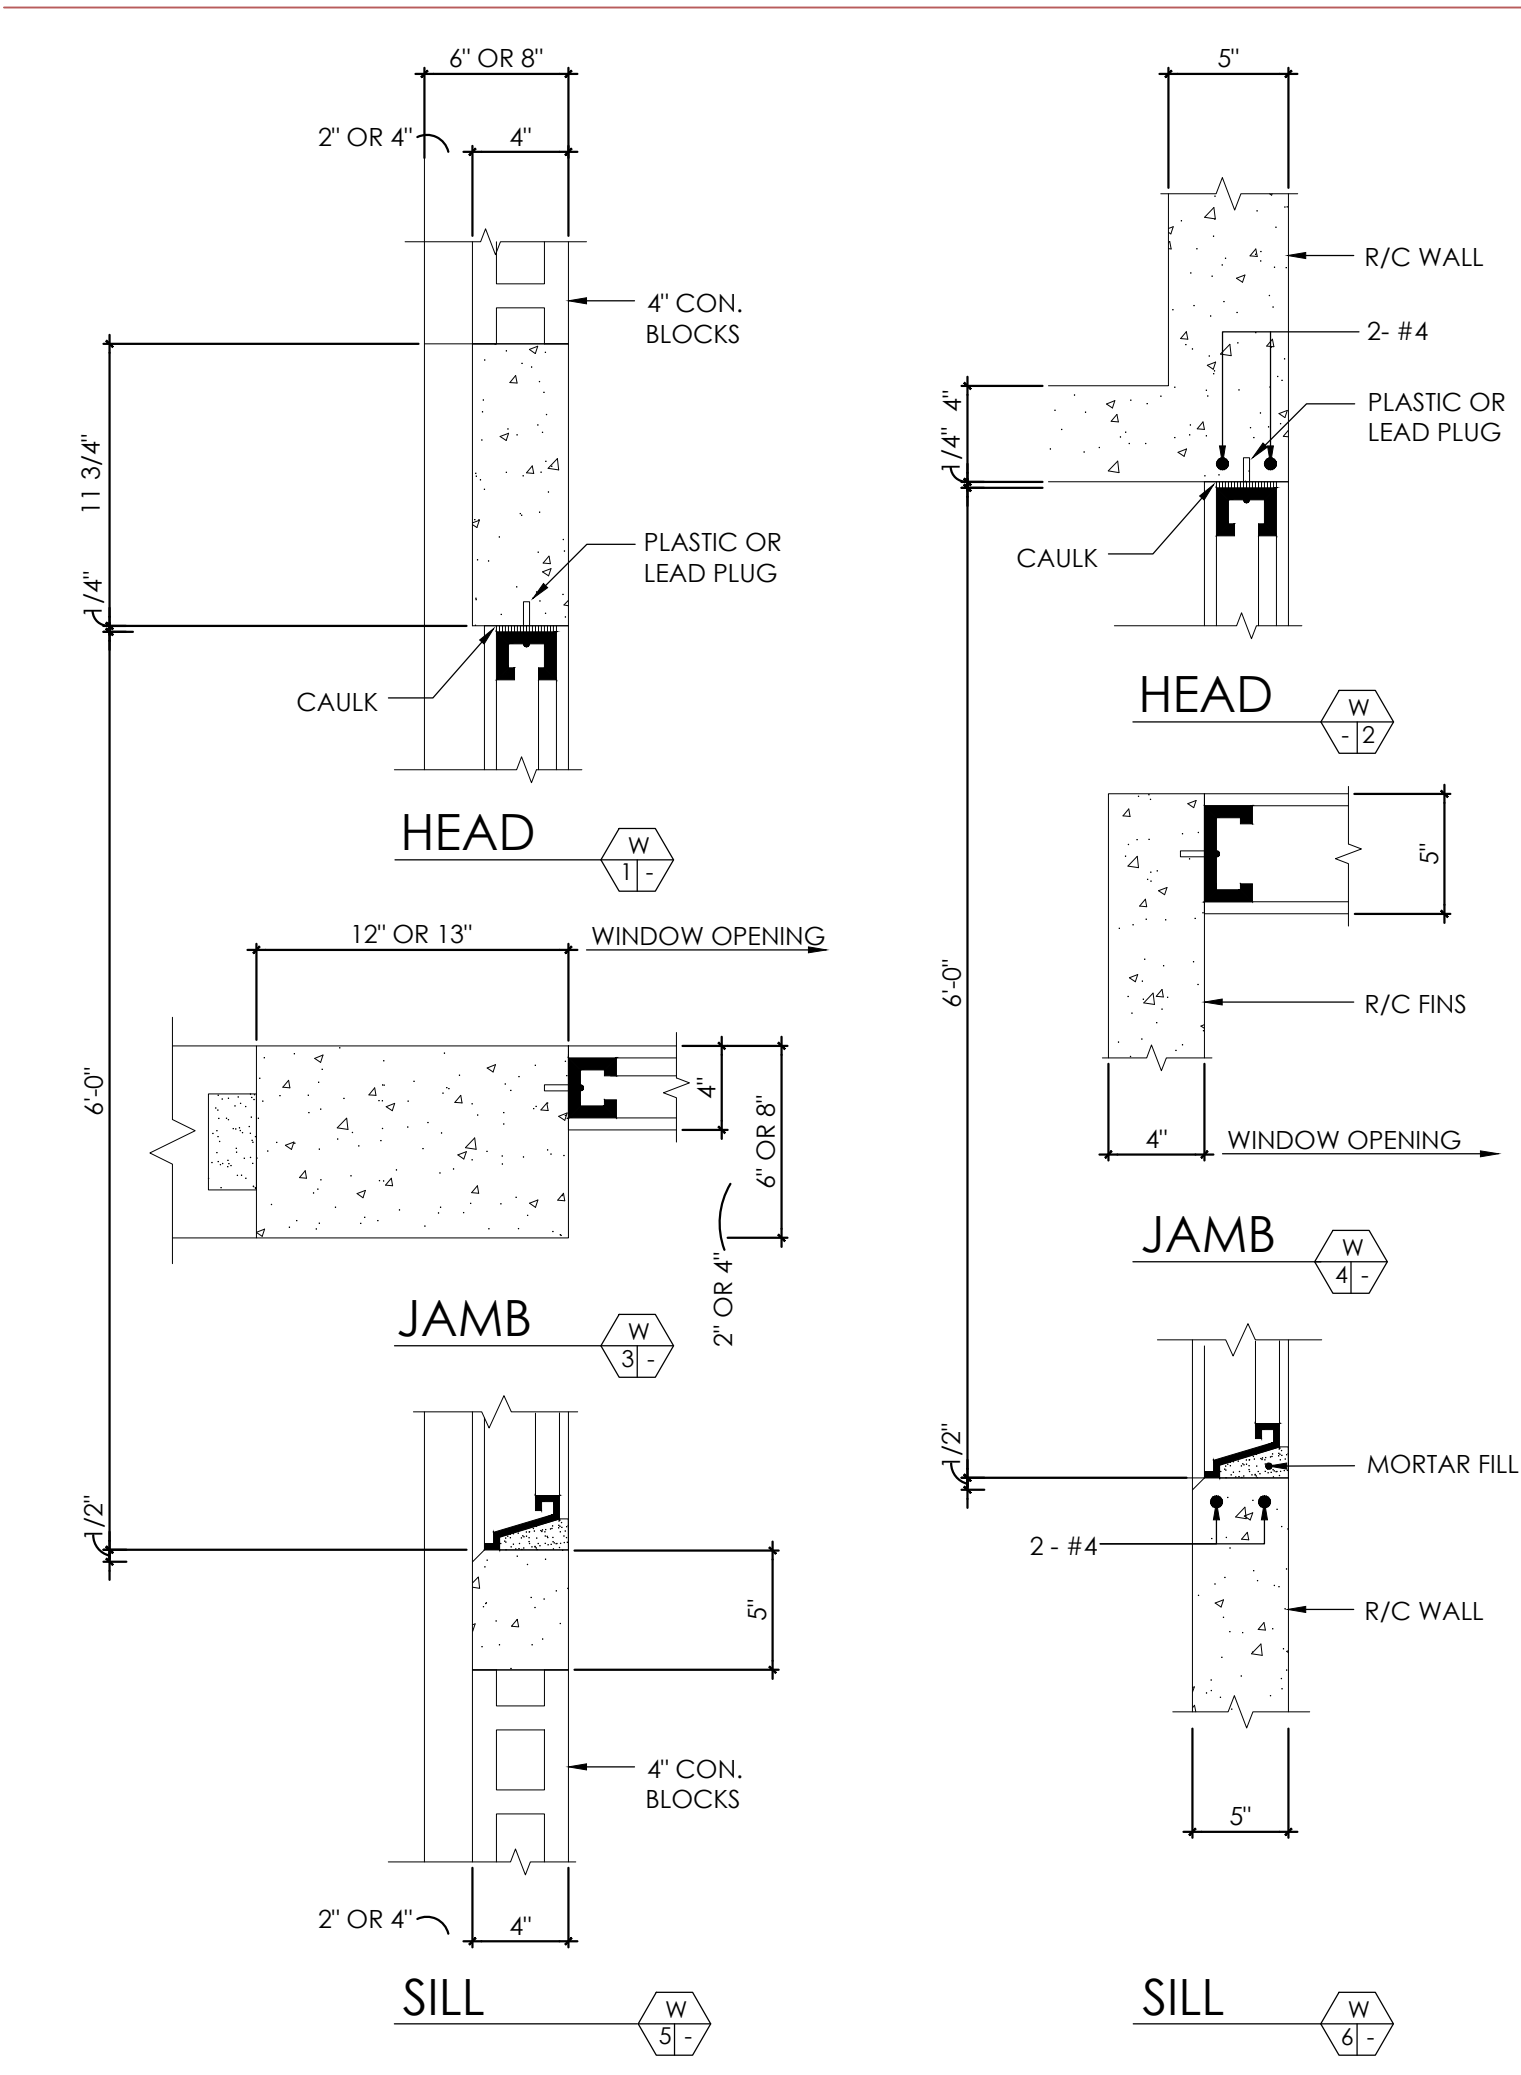 6" OR 8"
2" OR 4"
4"
4" CON.
BLOCKS
11 3/4"
1/4"
PLASTIC OR
LEAD PLUG
CAULK
HEAD
W
1 -
12" OR 13"
WINDOW OPENING
6'-0"
4"
6" OR 8"
2" OR 4"
JAMB
W
3 -
1/2"
5"
4" CON.
BLOCKS
2" OR 4"
4"
SILL
W
5 -
5"
R/C WALL
2- #4
4"
1/4"
PLASTIC OR
LEAD PLUG
CAULK
HEAD
W
- 2
5"
6'-0"
R/C FINS
4"
WINDOW OPENING
JAMB
W
4 -
1/2"
MORTAR FILL
2 - #4
R/C WALL
5"
SILL
W
6 -